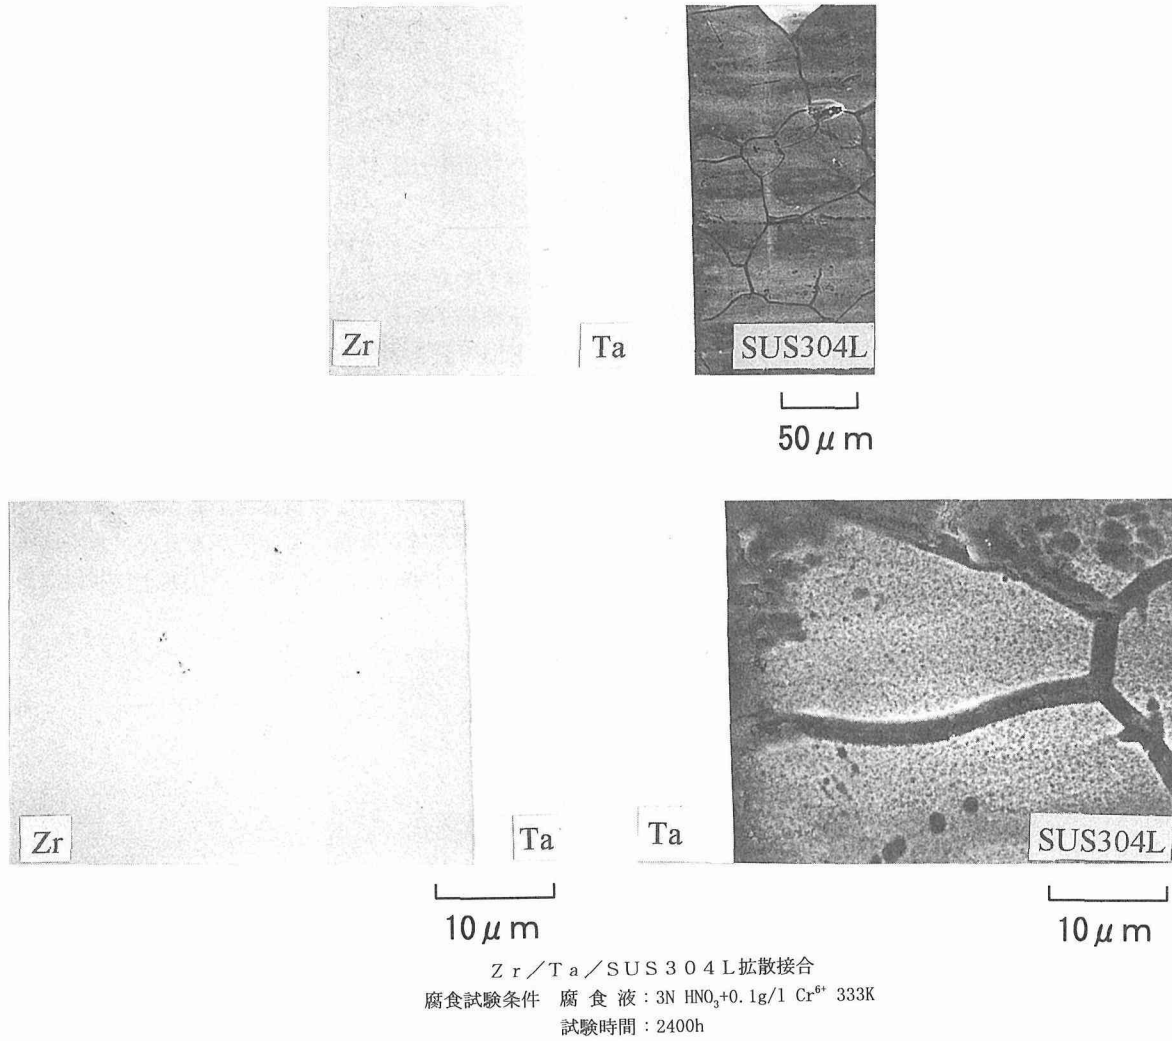 Zr
Ta
SUS304L
50μm
Zr
Ta
Ta
SUS304L
10μm
10μm
Zr/Ta/SUS304L拡散接合
腐食試験条件 腐食液：3N HNO₃+0.1g/l Cr⁶⁺ 333K
試験時間：2400h